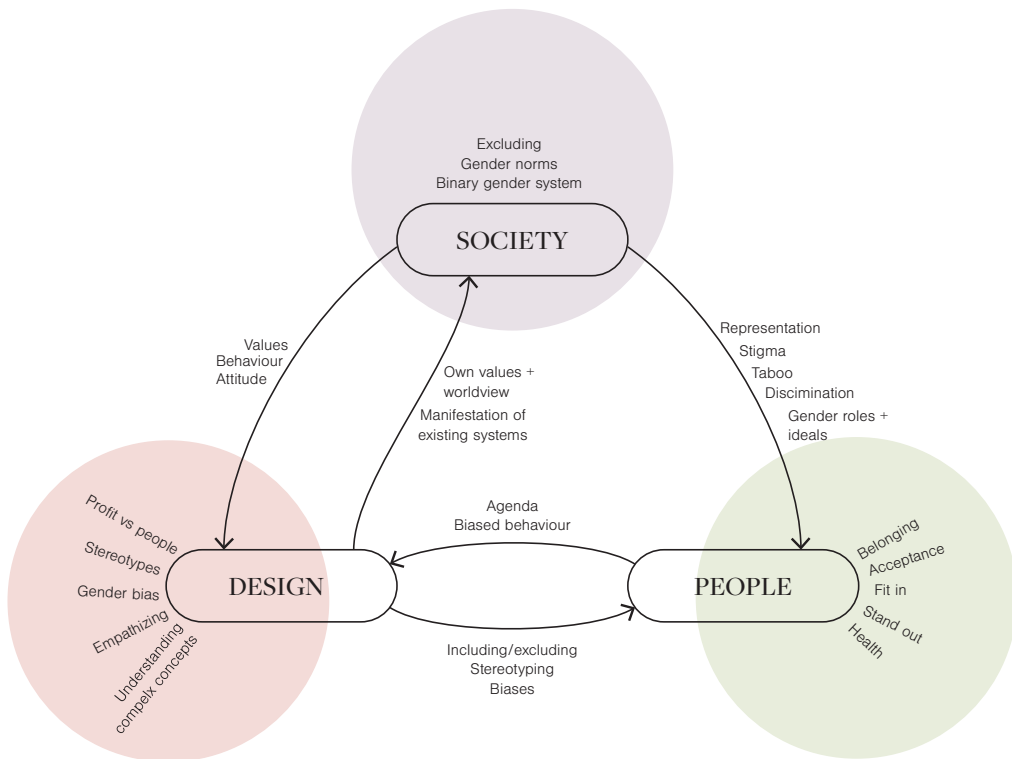 Excluding
Gender norms
Binary gender system
SOCIETY
Values
Behaviour
Attitude
Own values +
worldview
Manifestation of
existing systems
Representation
Stigma
Taboo
Discimination
Gender roles +
ideals
Profit vs people
Stereotypes
Gender bias
Empathizing
Understanding
compelx concepts
DESIGN
Agenda
Biased behaviour
Including/excluding
Stereotyping
Biases
PEOPLE
Belonging
Acceptance
Fit in
Stand out
Health